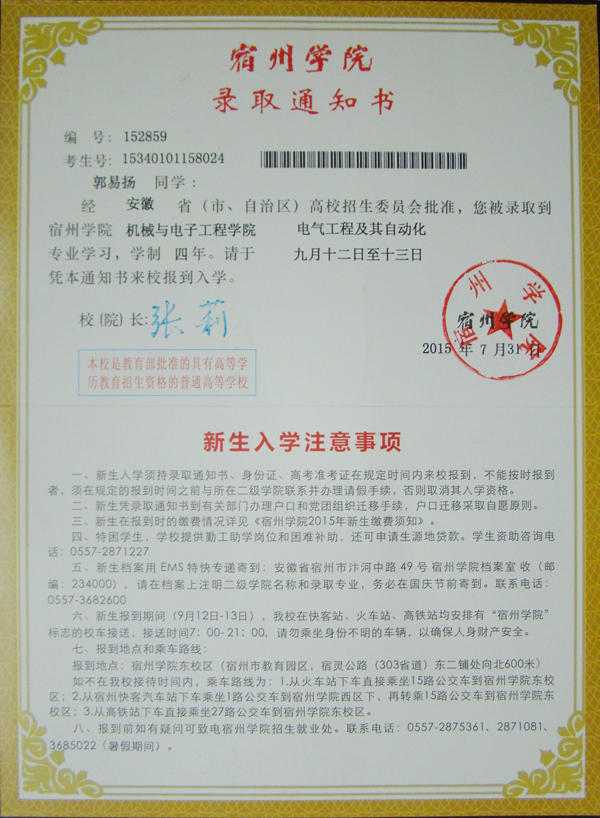 宿州学院
录取通知书
编 号: 152859
考生号: 15340101158024
郭易扬 同学：
经 安徽 省（市、自治区）高校招生委员会批准，您被录取到
宿州学院 机械与电子工程学院 电气工程及其自动化
专业学习，学制 四年。请于 九月十二日至十三日
凭本通知书来校报到入学。
校(院)长: 张莉
宿州学院
宿州学院
2015 年 7 月31 日
本校是教育部批准的具有高等学
历教育招生资格的普通高等学校
新生入学注意事项
一、新生入学须持录取通知书、身份证、高考准考证在规定时间内来校报到，不能按时报到
者，须在规定的报到时间之前与所在二级学院联系并办理请假手续，否则取消其入学资格。
二、新生凭录取通知书到有关部门办理户口和党团组织迁移手续，户口迁移采取自愿原则。
三、新生在报到时的缴费情况详见《宿州学院2015年新生缴费须知》。
四、特困学生，学校提供勤工助学岗位和困难补助，还可申请生源地贷款。学生资助咨询电
话：0557-2871227
五、新生档案用EMS特快专递寄到：安徽省宿州市汴河中路49号宿州学院档案室 收（邮
编：234000），请在档案上注明二级学院名称和录取专业，务必在国庆节前寄到。联系电话：
0557-3682600
六、新生报到期间（9月12日-13日），我校在快客站、火车站、高铁站均安排有“宿州学院”
标志的校车接送，接送时间7：00-21：00，请勿乘坐身份不明的车辆，以确保人身财产安全。
七、报到地点和乘车路线：
报到地点：宿州学院东校区（宿州市教育园区，宿灵公路（303省道）东二铺处向北600米）
如不在我校接待时间内，乘车路线为：1.从火车站下车直接乘坐15路公交车到宿州学院东校
区；2.从宿州快客汽车站下车乘坐1路公交车到宿州学院西区下，再转乘15路公交车到宿州学院东
校区；3.从高铁站下车直接乘坐27路公交车到宿州学院东校区。
八、报到前如有疑问可致电宿州学院招生就业处。联系电话：0557-2875361、2871081、
3685022（暑假期间）。